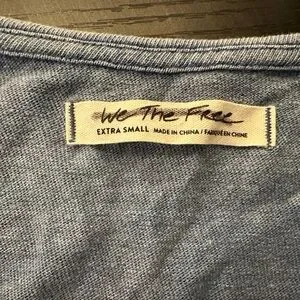 We The Free
EXTRA SMALL MADE IN CHINA / FABRIQUÉ EN CHINE